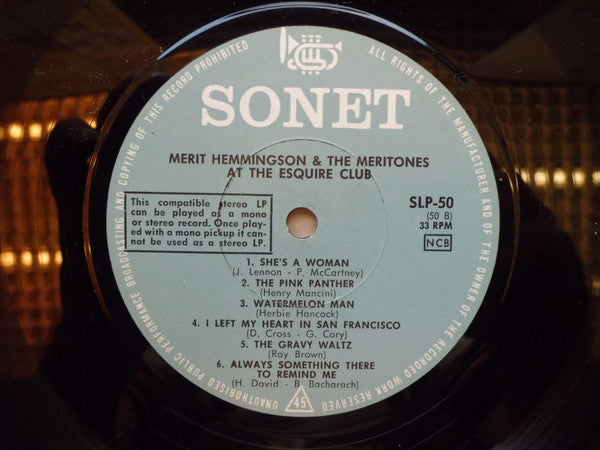 SONET
MERIT HEMMINGSON & THE MERITONES
AT THE ESQUIRE CLUB
This compatible stereo LP
can be played as a mono
or stereo record. Once play-
ed with a mono pickup it can-
not be used as a stereo LP.
SLP-50
(50 B)
33 RPM
NCB
1. SHE'S A WOMAN
(J. Lennon - P. McCartney)
2. THE PINK PANTHER
(Henry Mancini)
3. WATERMELON MAN
(Herbie Hancock)
4. I LEFT MY HEART IN SAN FRANCISCO
(D. Cross - G. Cory)
5. THE GRAVY WALTZ
(Ray Brown)
6. ALWAYS SOMETHING THERE
TO REMIND ME
(H. David - B Bacharach)
45
ALL RIGHTS OF THE MANUFACTURER AND OF THE OWNER OF THE RECORDED WORK RESERVED
UNAUTHORISED PUBLIC PERFORMANCE BROADCASTING AND COPYING OF THIS RECORD PROHIBITED